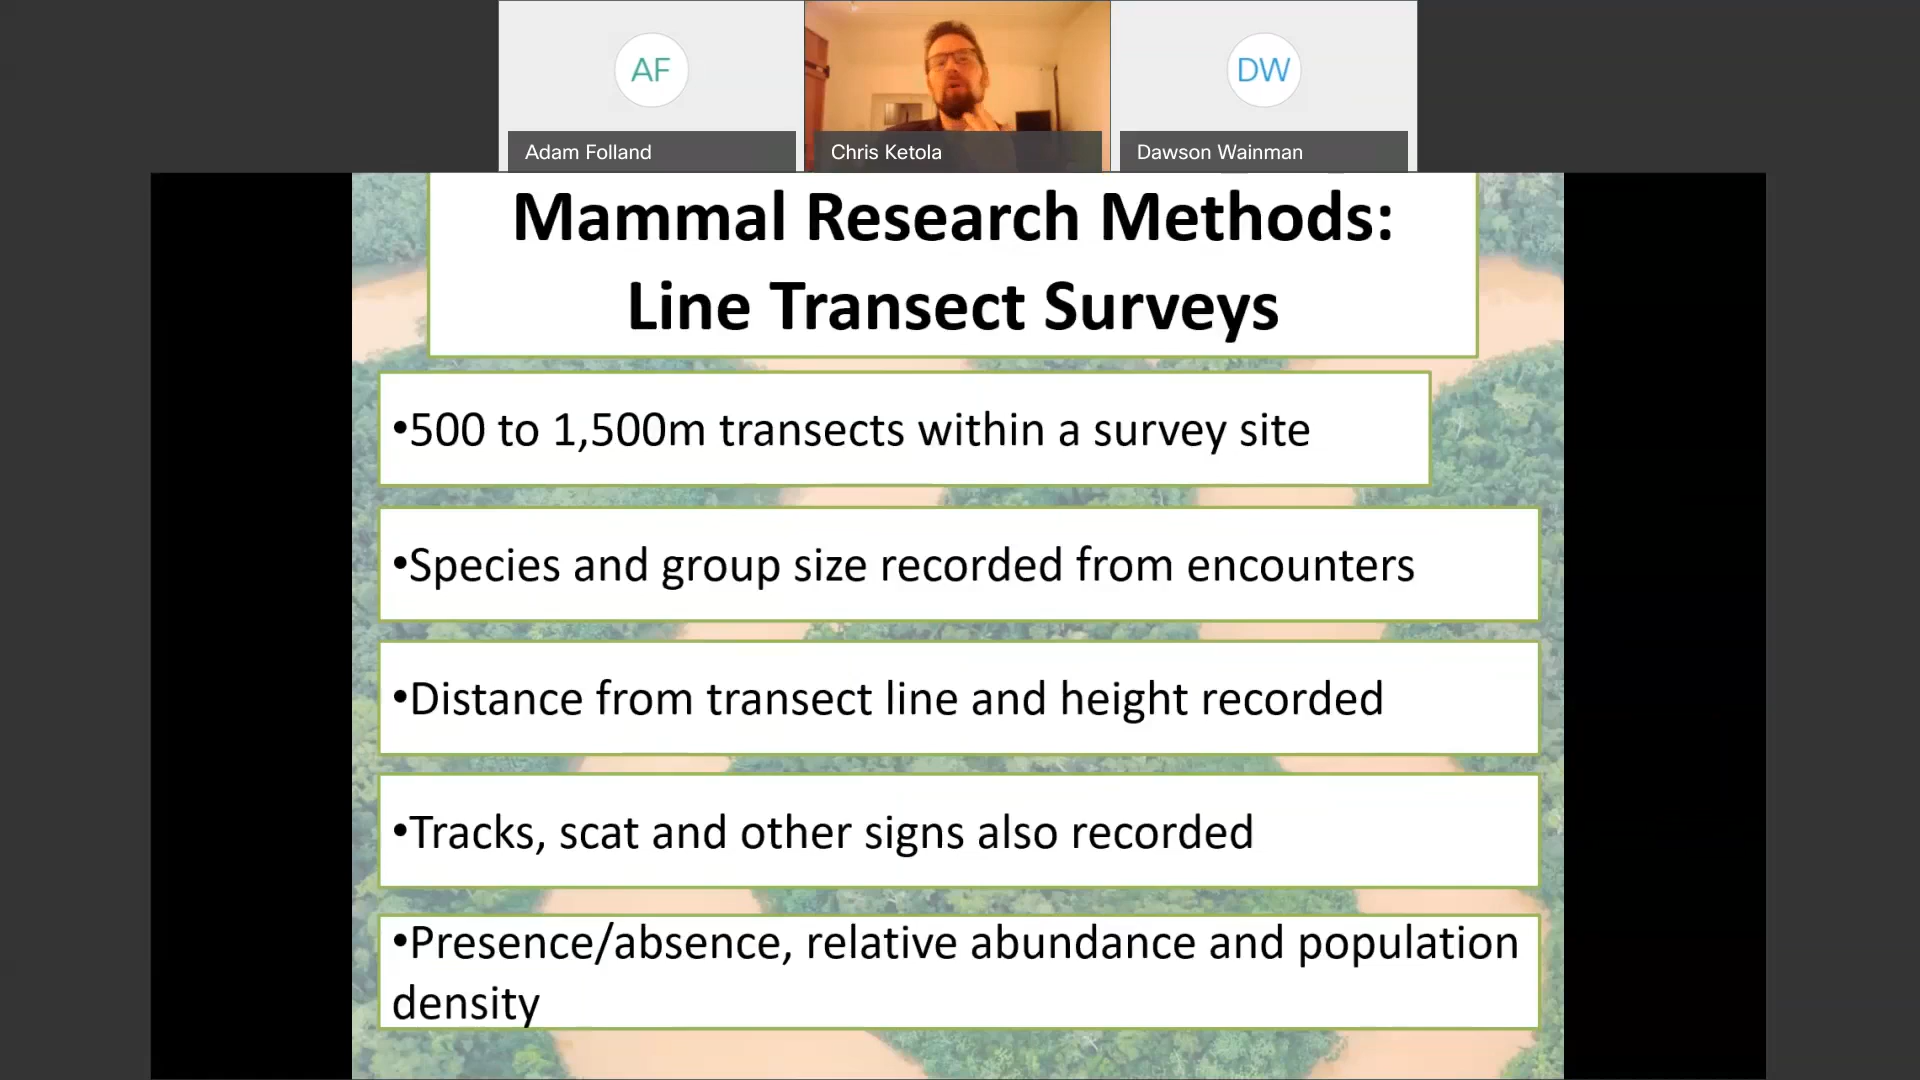 AF
DW
Adam Folland
Chris Ketola
Dawson Wainman
Mammal Research Methods:
Line Transect Surveys
•500 to 1,500m transects within a survey site
•Species and group size recorded from encounters
•Distance from transect line and height recorded
•Tracks, scat and other signs also recorded
•Presence/absence, relative abundance and population
density